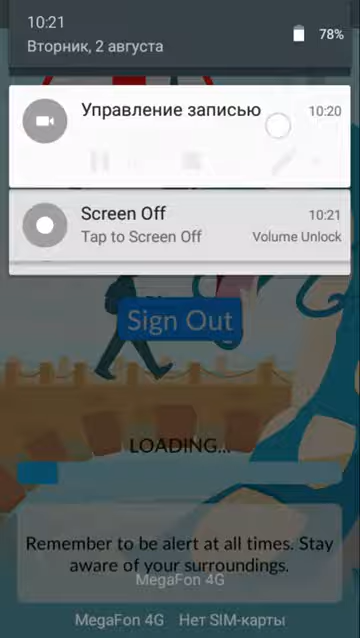 10:21
78%
Вторник, 2 августа
Управление записью
10:20
Screen Off
10:21
Tap to Screen Off
Volume Unlock
Sign Out
LOADING...
Remember to be alert at all times. Stay
aware of your surroundings.
MegaFon 4G
MegaFon 4G Нет SIM-карты